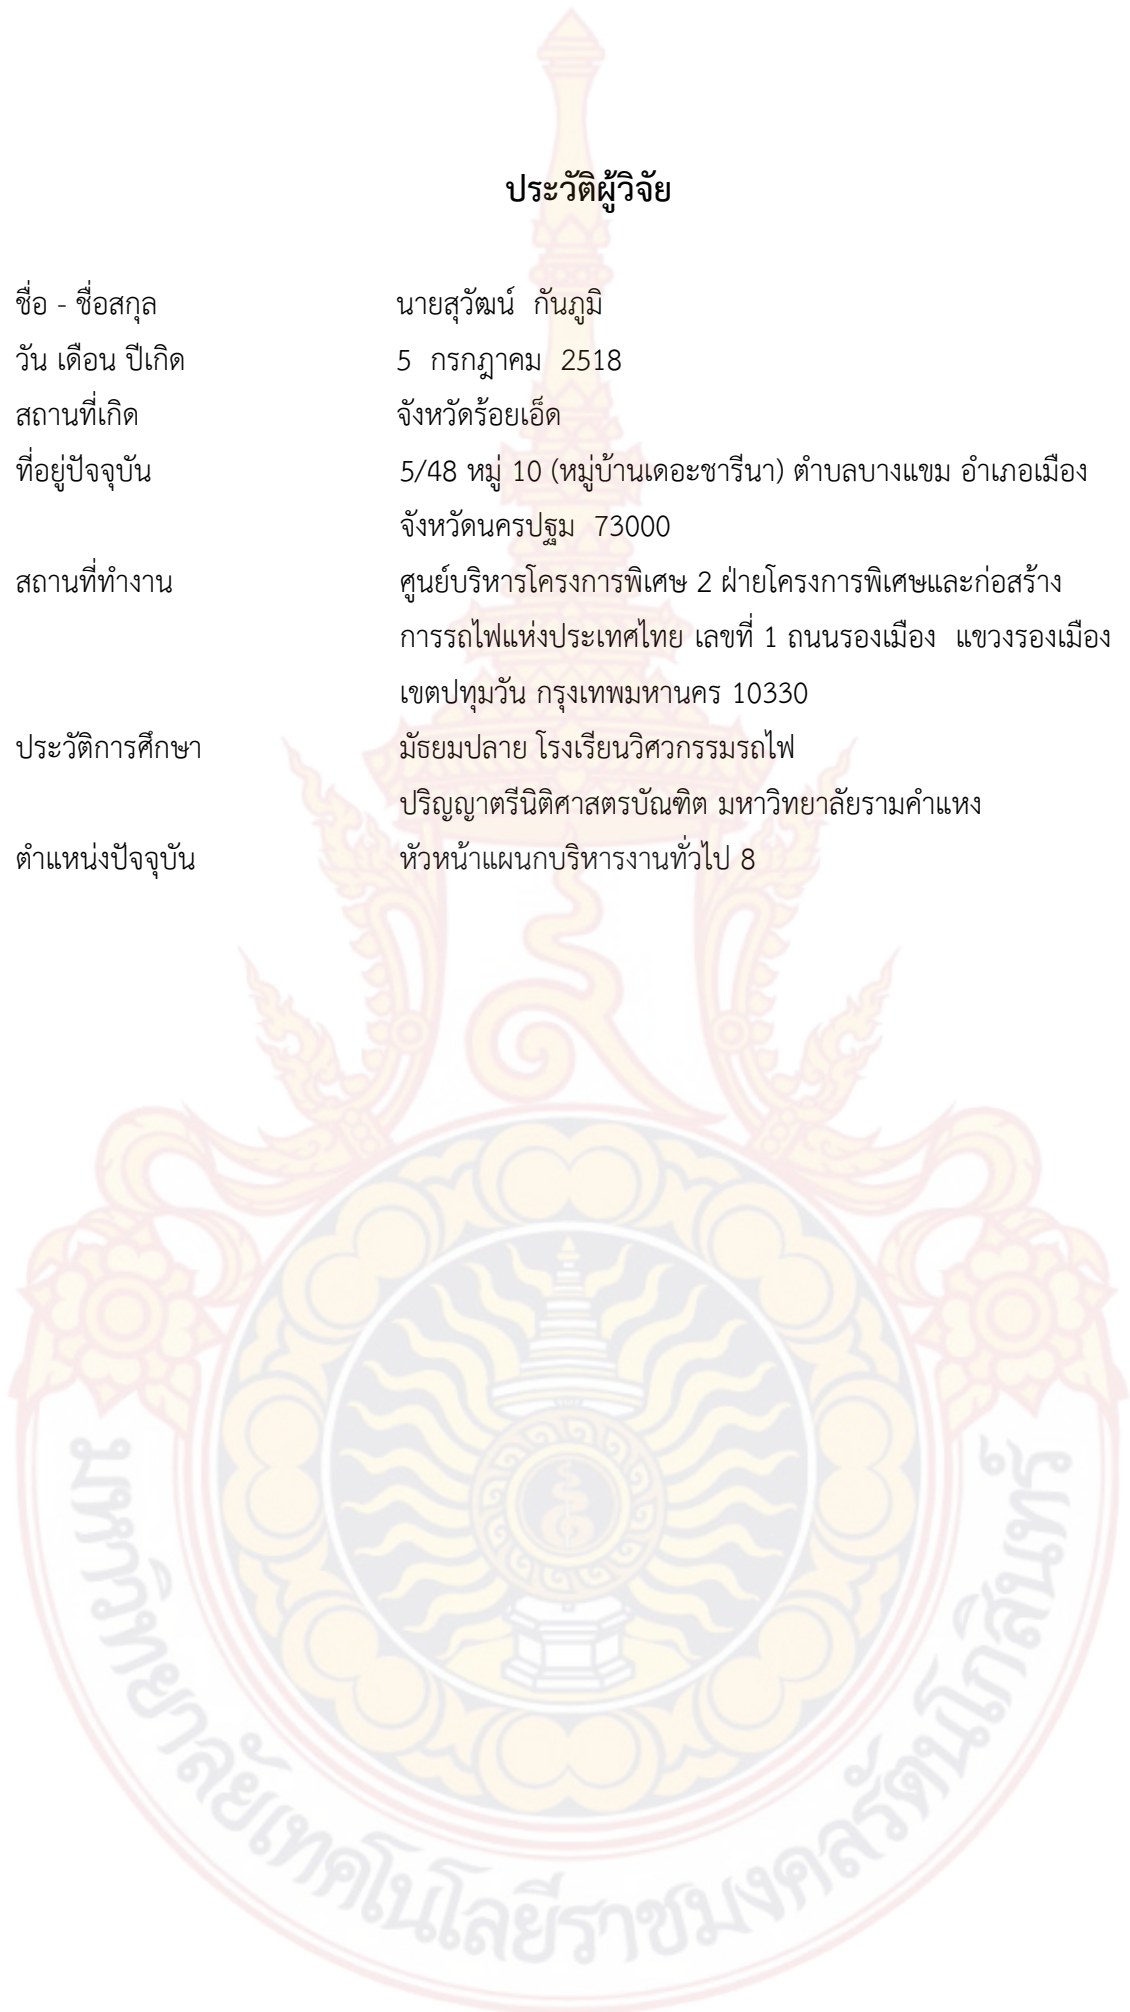 ประวัติผู้วิจัย
ชื่อ - ชื่อสกุล นายสุวัฒน์ กันภูมิ
วัน เดือน ปีเกิด 5 กรกฎาคม 2518
สถานที่เกิด จังหวัดร้อยเอ็ด
ที่อยู่ปัจจุบัน 5/48 หมู่ 10 (หมู่บ้านเดอะชารีนา) ตำบลบางแขม อำเภอเมือง
จังหวัดนครปฐม 73000
สถานที่ทำงาน ศูนย์บริหารโครงการพิเศษ 2 ฝ่ายโครงการพิเศษและก่อสร้าง
การรถไฟแห่งประเทศไทย เลขที่ 1 ถนนรองเมือง แขวงรองเมือง
เขตปทุมวัน กรุงเทพมหานคร 10330
ประวัติการศึกษา มัธยมปลาย โรงเรียนวิศวกรรมรถไฟ
ปริญญาตรีนิติศาสตรบัณฑิต มหาวิทยาลัยรามคำแหง
ตำแหน่งปัจจุบัน หัวหน้าแผนกบริหารงานทั่วไป 8
มหาวิทยาลัยเทคโนโลยีราชมงคลรัตนโกสินทร์